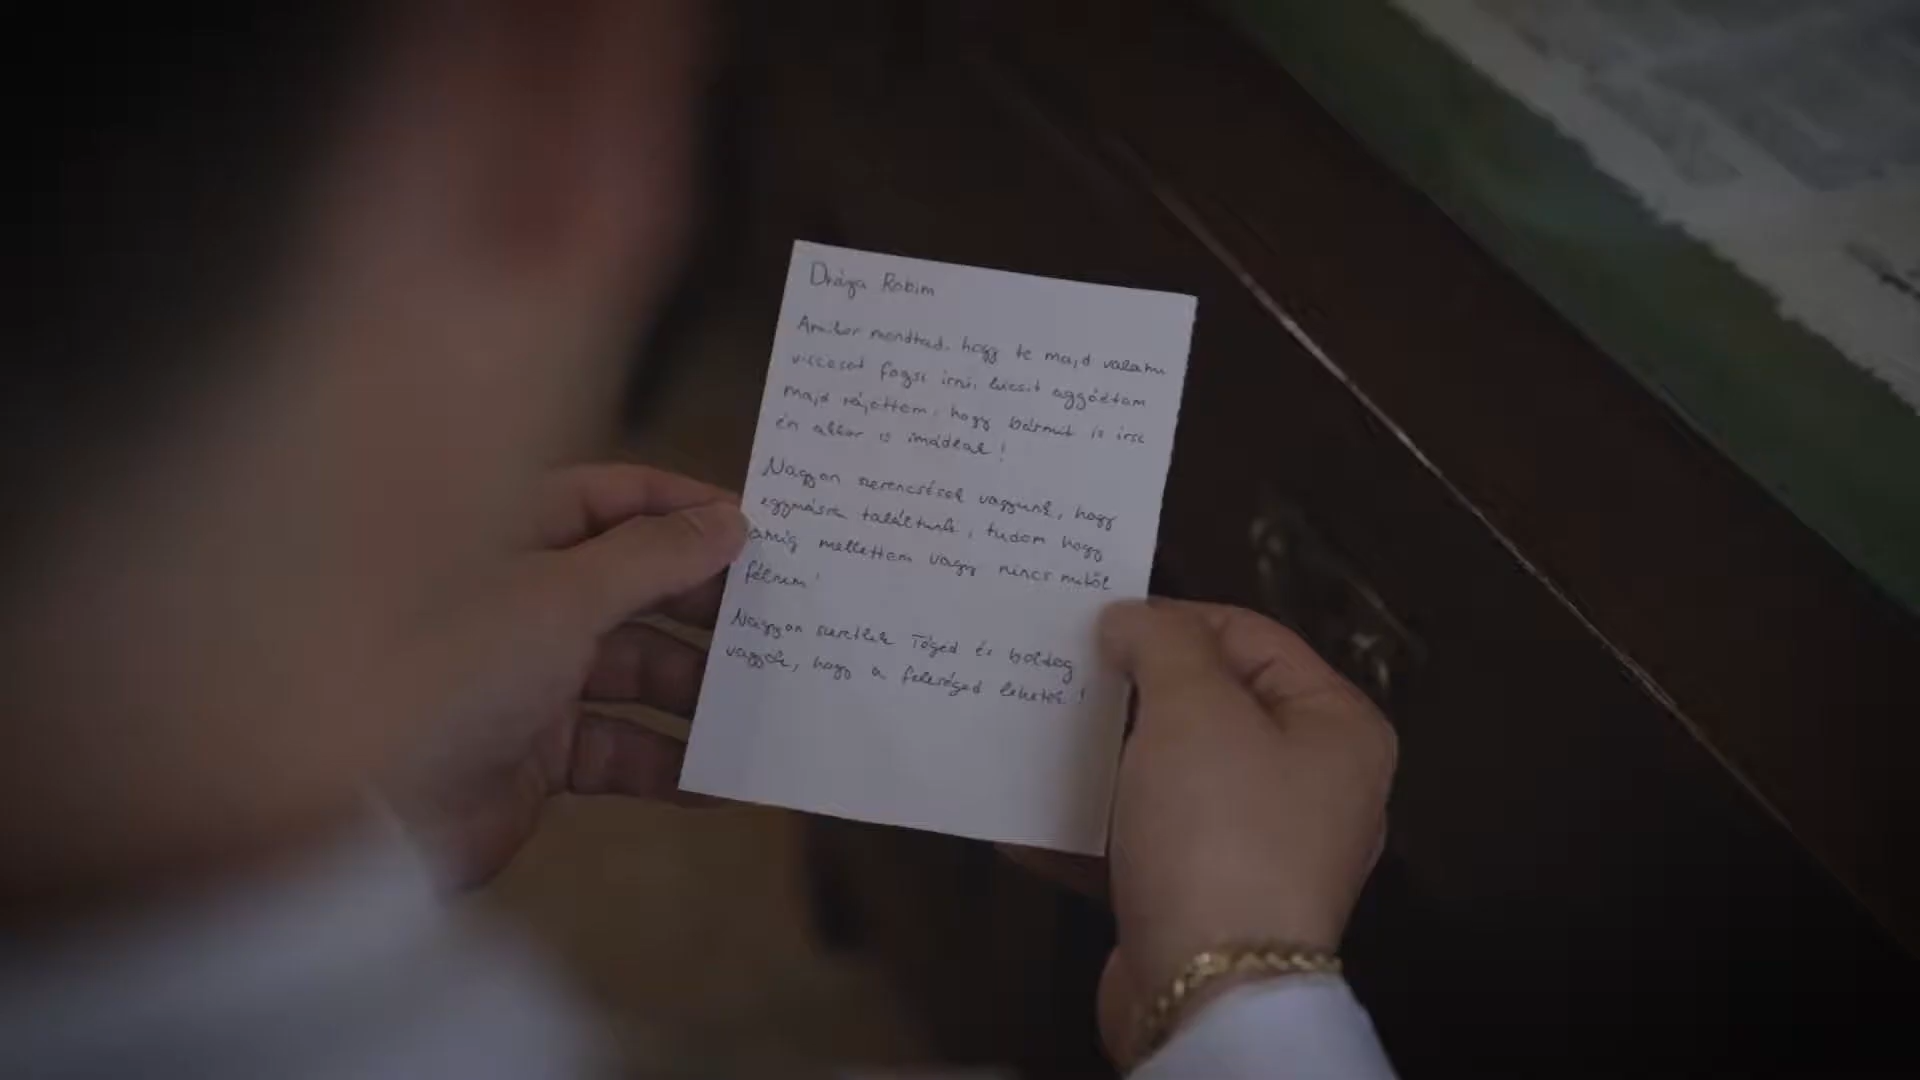 Drága Robim
Amikor mondtad, hogy te majd valami
vicceset fogsz írni, kicsit aggódtam
majd rájöttem, hogy bármit is írsz
én akkor is imádlak!
Nagyon szerencsések vagyunk, hogy
egymásra találtunk, tudom hogy
amíg mellettem vagy nincs mitől
félnem!
Nagyon szeretlek Téged és boldog
vagyok, hogy a feleséged lehetek!